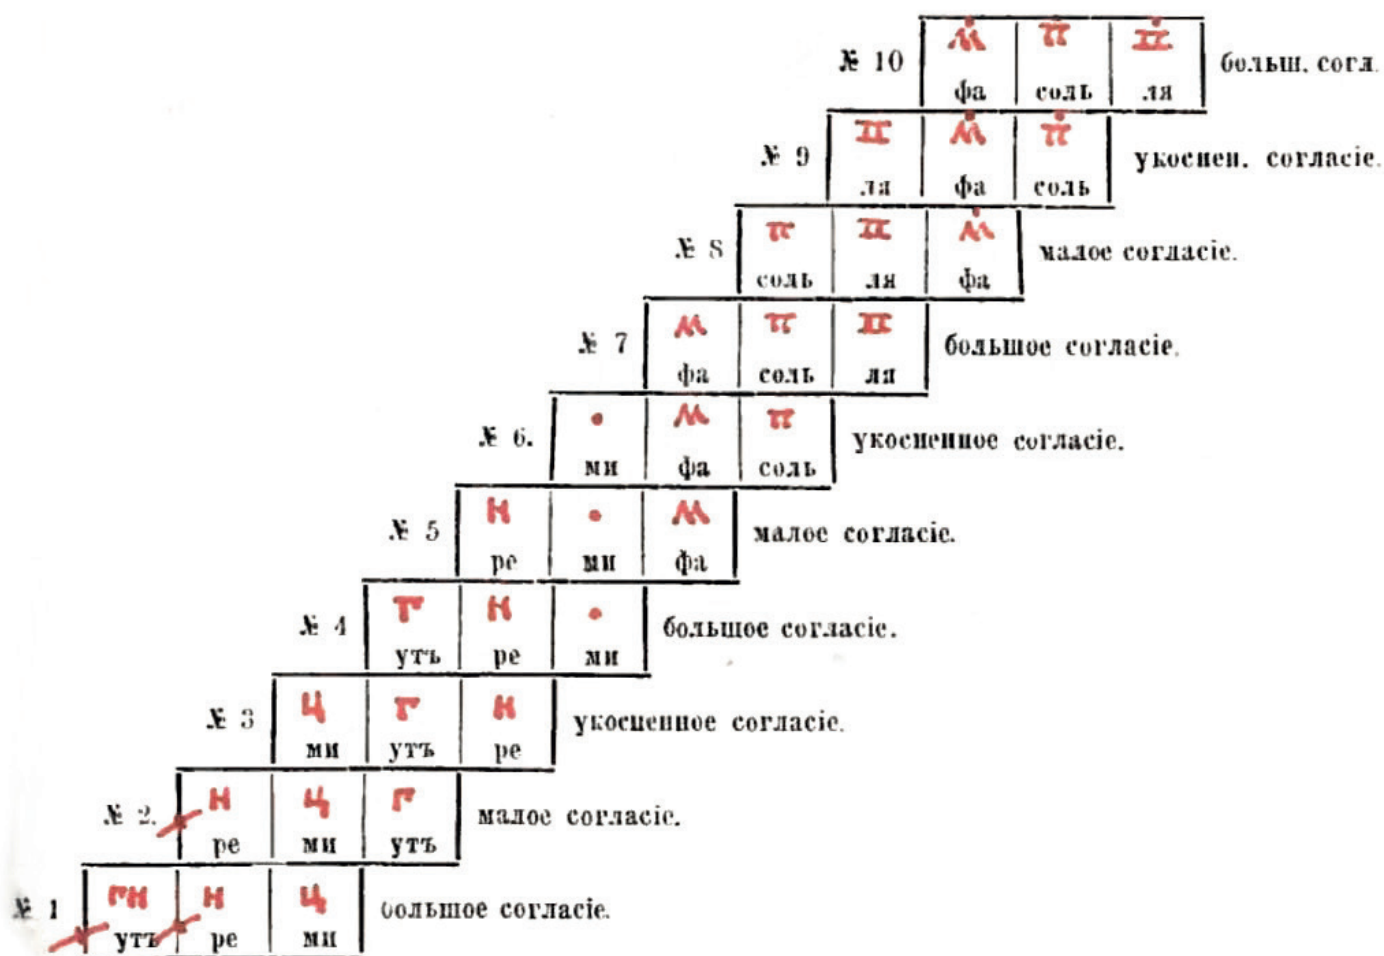 № 10 м п п больш. согл.
фа соль ля
№ 9 п м п укоснен. согласіе.
ля фа соль
№ 8 п п м малое согласіе.
соль ля фа
№ 7 м п п большое согласіе.
фа соль ля
№ 6. • м п укосненное согласіе.
ми фа соль
№ 5 н • м малое согласіе.
ре ми фа
№ 4 г н • большое согласіе.
утъ ре ми
№ 3 ц г н укосненное согласіе.
ми утъ ре
№ 2. н ц г малое согласіе.
ре ми утъ
№ 1 гн н ц большое согласіе.
утъ ре ми